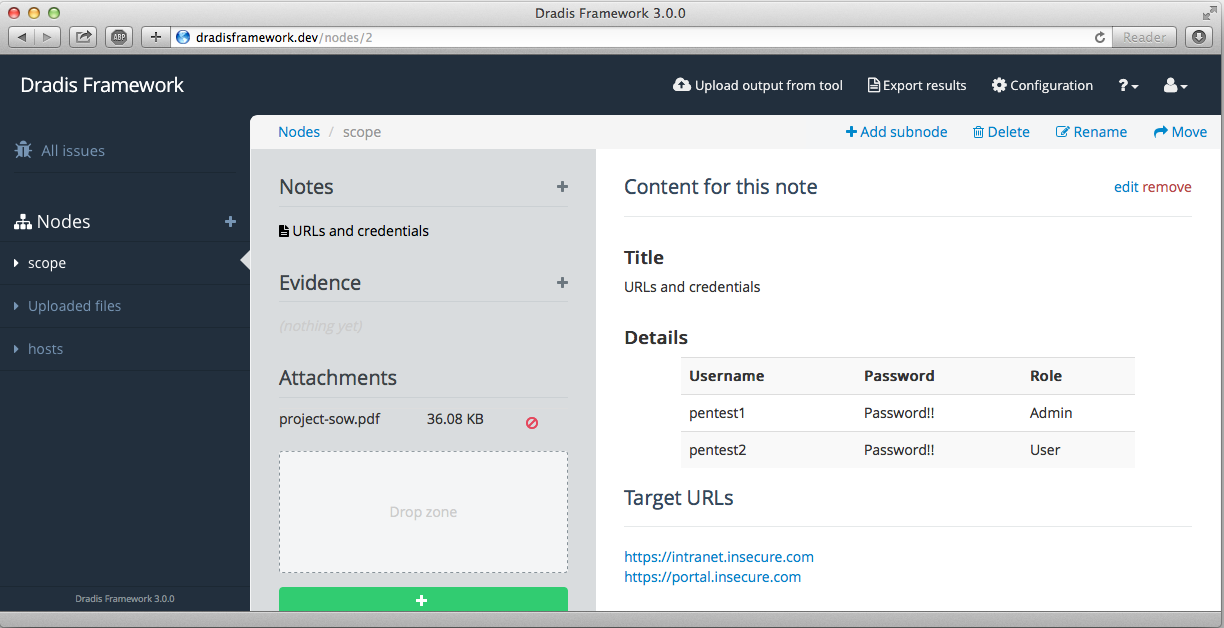 Dradis Framework 3.0.0
ABP
dradisframework.dev/nodes/2
Reader
Dradis Framework
Upload output from tool
Export results
Configuration
?
All issues
Nodes
+
scope
Uploaded files
hosts
Dradis Framework 3.0.0
Nodes / scope
+ Add subnode
Delete
Rename
Move
Notes +
URLs and credentials
Evidence +
(nothing yet)
Attachments
project-sow.pdf 36.08 KB
Drop zone
+
Content for this note
edit remove
Title
URLs and credentials
Details
Username Password Role
pentest1 Password!! Admin
pentest2 Password!! User
Target URLs
https://intranet.insecure.com
https://portal.insecure.com